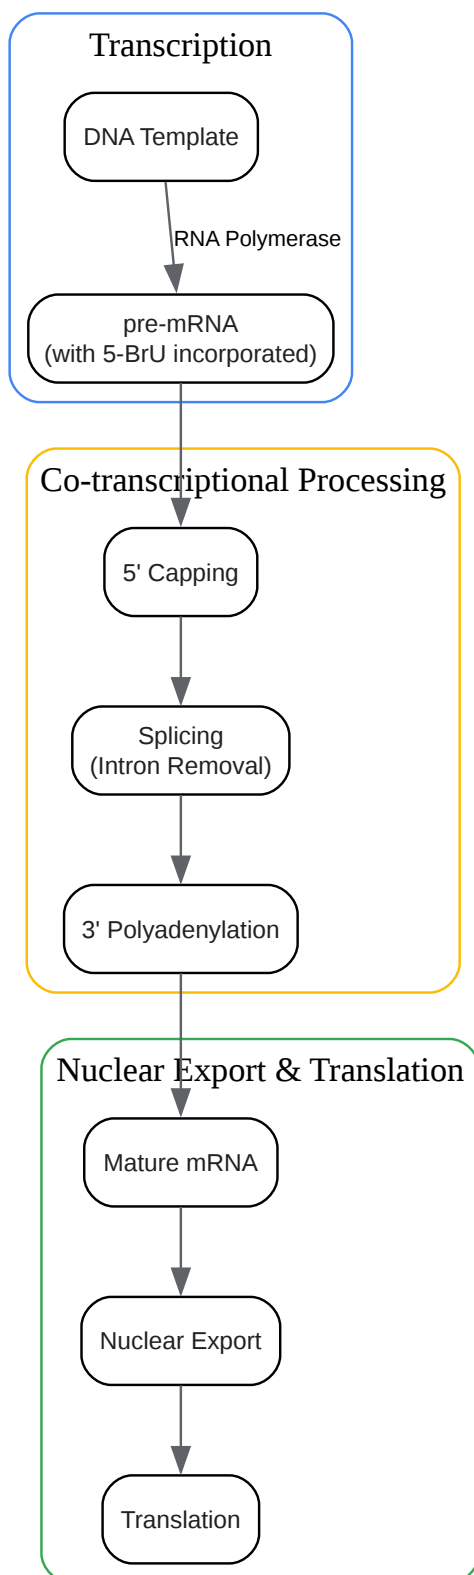 Transcription
DNA Template
RNA Polymerase
pre-mRNA
(with 5-BrU incorporated)
Co-transcriptional Processing
5' Capping
Splicing
(Intron Removal)
3' Polyadenylation
Nuclear Export & Translation
Mature mRNA
Nuclear Export
Translation